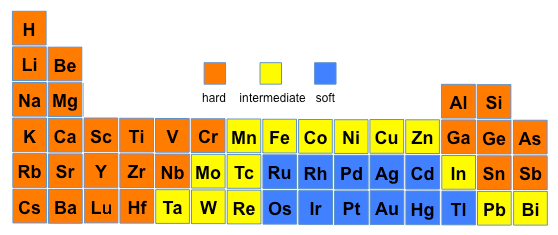 H
Li Be
Na Mg Al Si
hard intermediate soft
K Ca Sc Ti V Cr Mn Fe Co Ni Cu Zn Ga Ge As
Rb Sr Y Zr Nb Mo Tc Ru Rh Pd Ag Cd In Sn Sb
Cs Ba Lu Hf Ta W Re Os Ir Pt Au Hg Tl Pb Bi